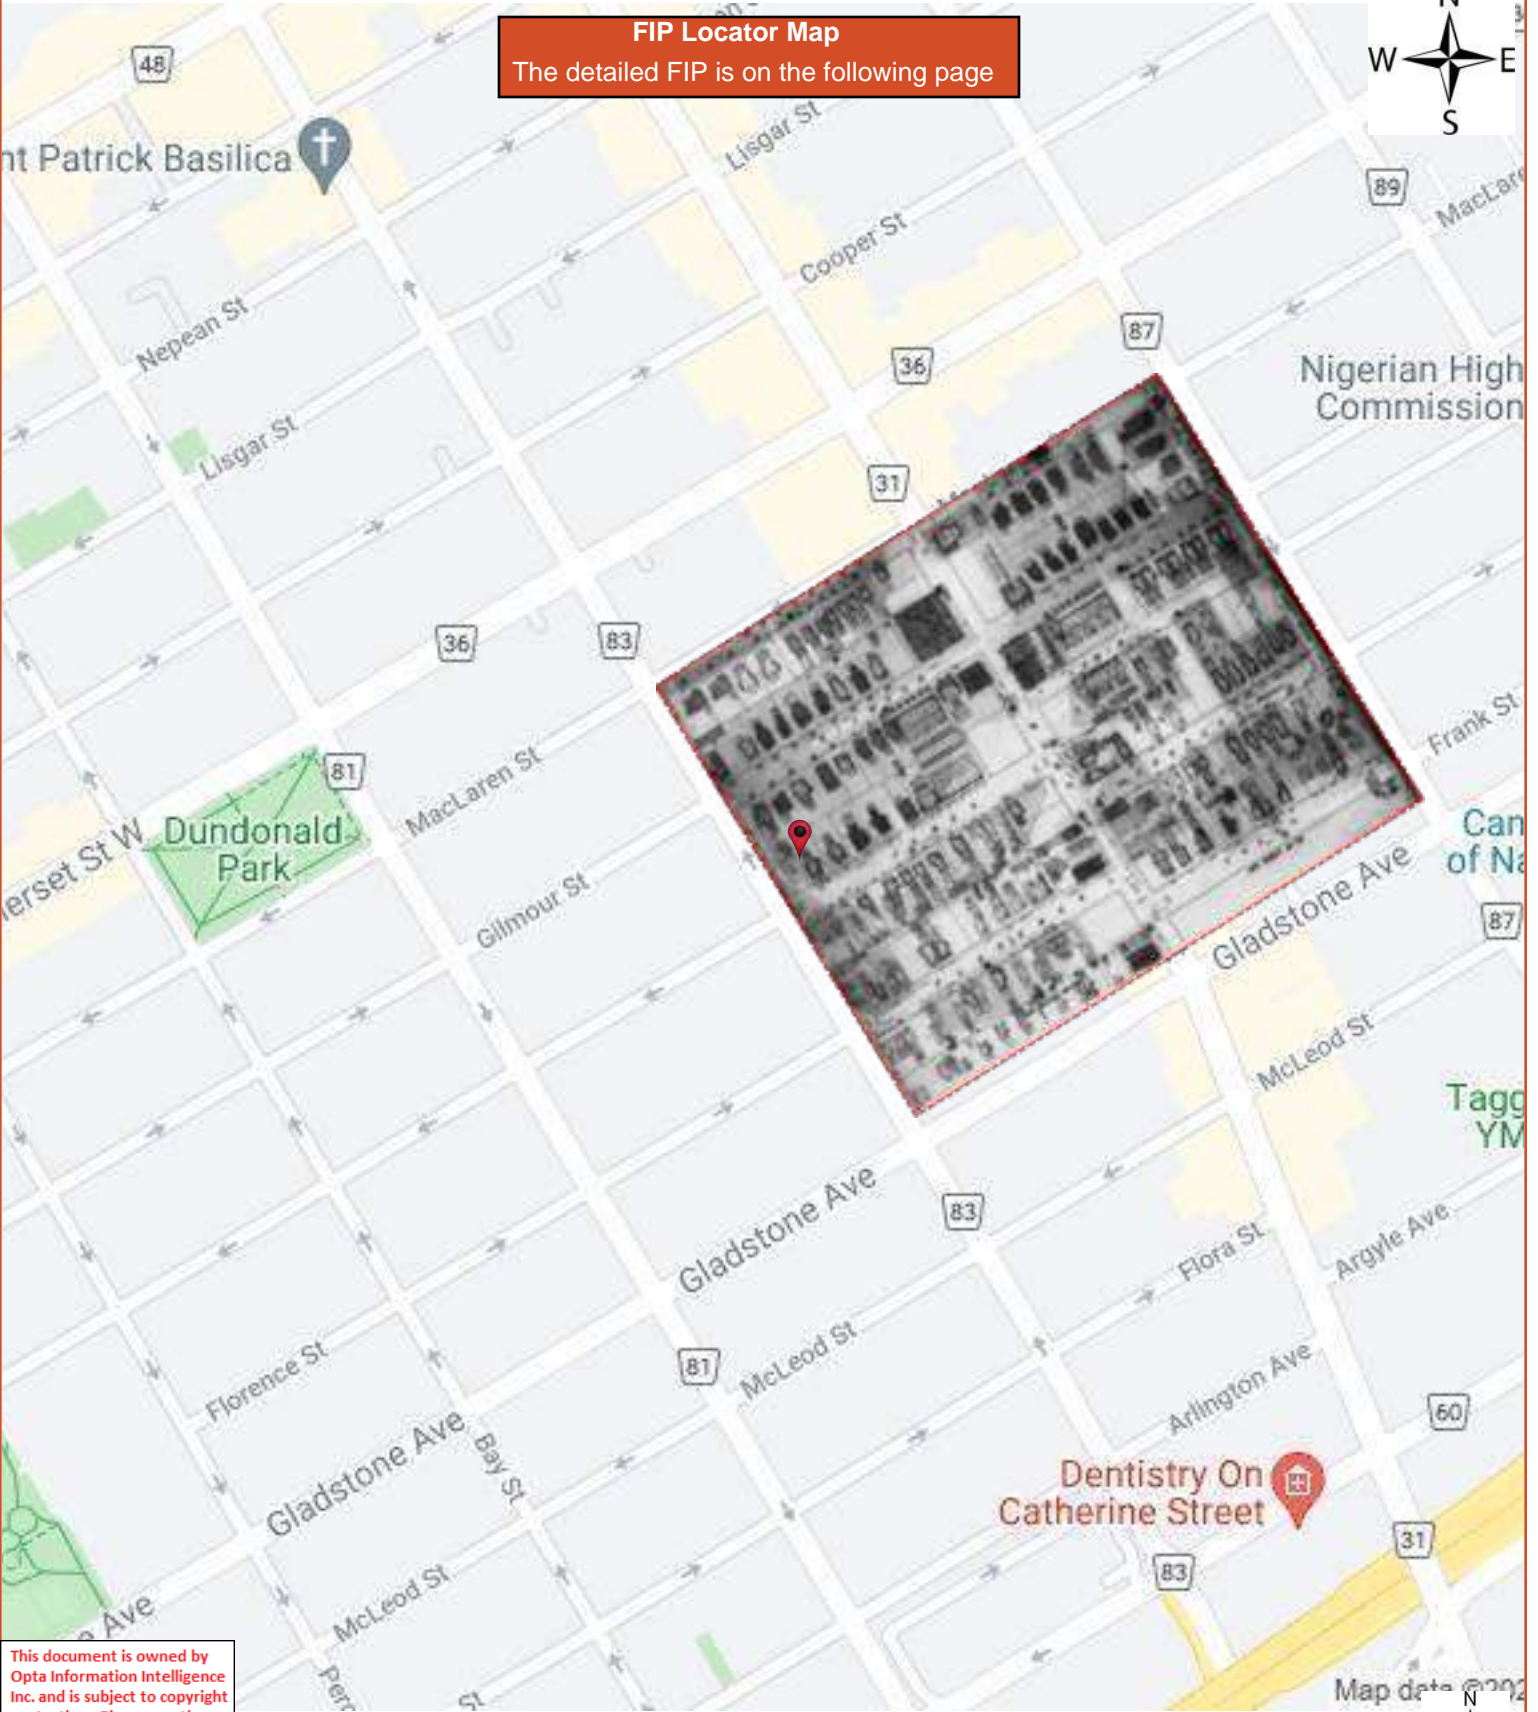 FIP Locator Map
The detailed FIP is on the following page
N
W
E
S
48
nt Patrick Basilica
Lisgar St
89
MacLare
Cooper St
Nepean St
87
36
Nigerian High
Commission
Lisgar St
31
36
83
81
MacLaren St
Frank St
Dundonald
Park
erset St W
Can
of Na
Gilmour St
Gladstone Ave
87
McLeod St
Tagg
YM
Gladstone Ave
83
Flora St
Argyle Ave
Florence St
81
McLeod St
Arlington Ave
60
Gladstone Ave
Bay St
Dentistry On
Catherine Street
31
83
McLeod St
e Ave
This document is owned by
Opta Information Intelligence
Inc. and is subject to copyright
Perc
St
Map data ©202
N